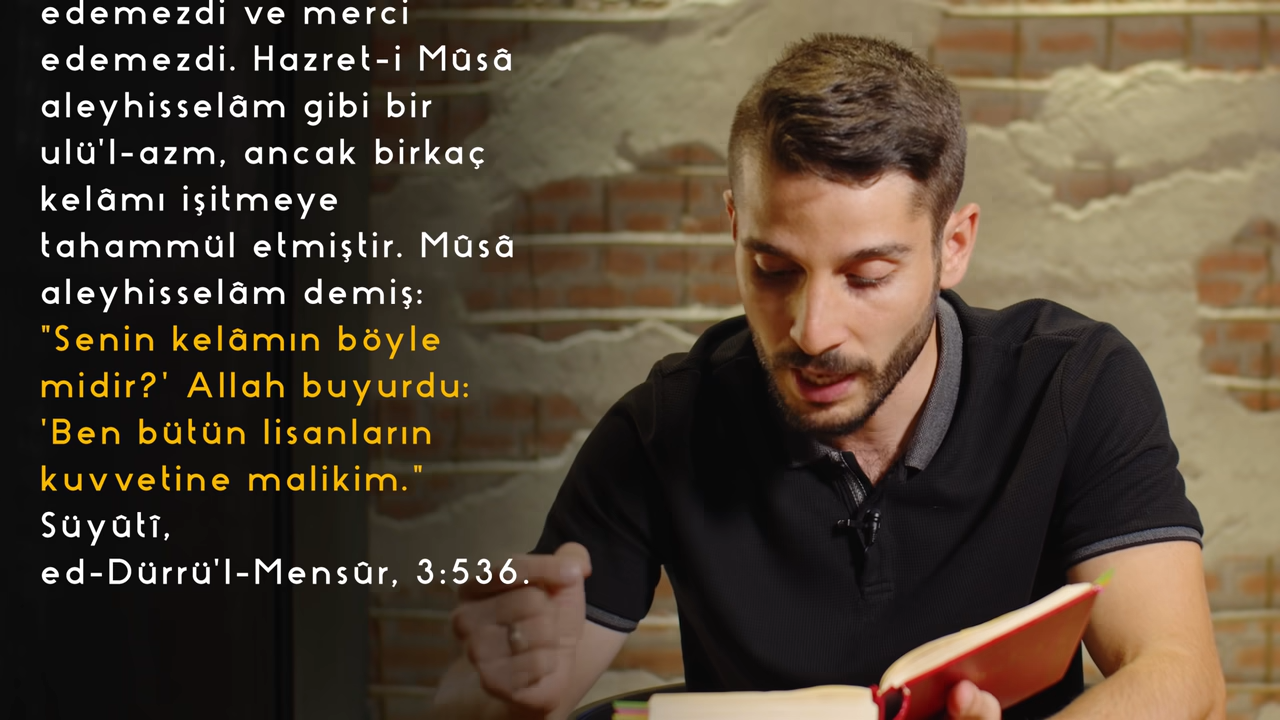 edemezdi ve merci
edemezdi. Hazret-i Mûsâ
aleyhisselâm gibi bir
ulü'l-azm, ancak birkaç
kelâmı işitmeye
tahammül etmiştir. Mûsâ
aleyhisselâm demiş:
"Senin kelâmın böyle
midir?' Allah buyurdu:
'Ben bütün lisanların
kuvvetine malikim."
Süyûtî,
ed-Dürrü'l-Mensûr, 3:536.